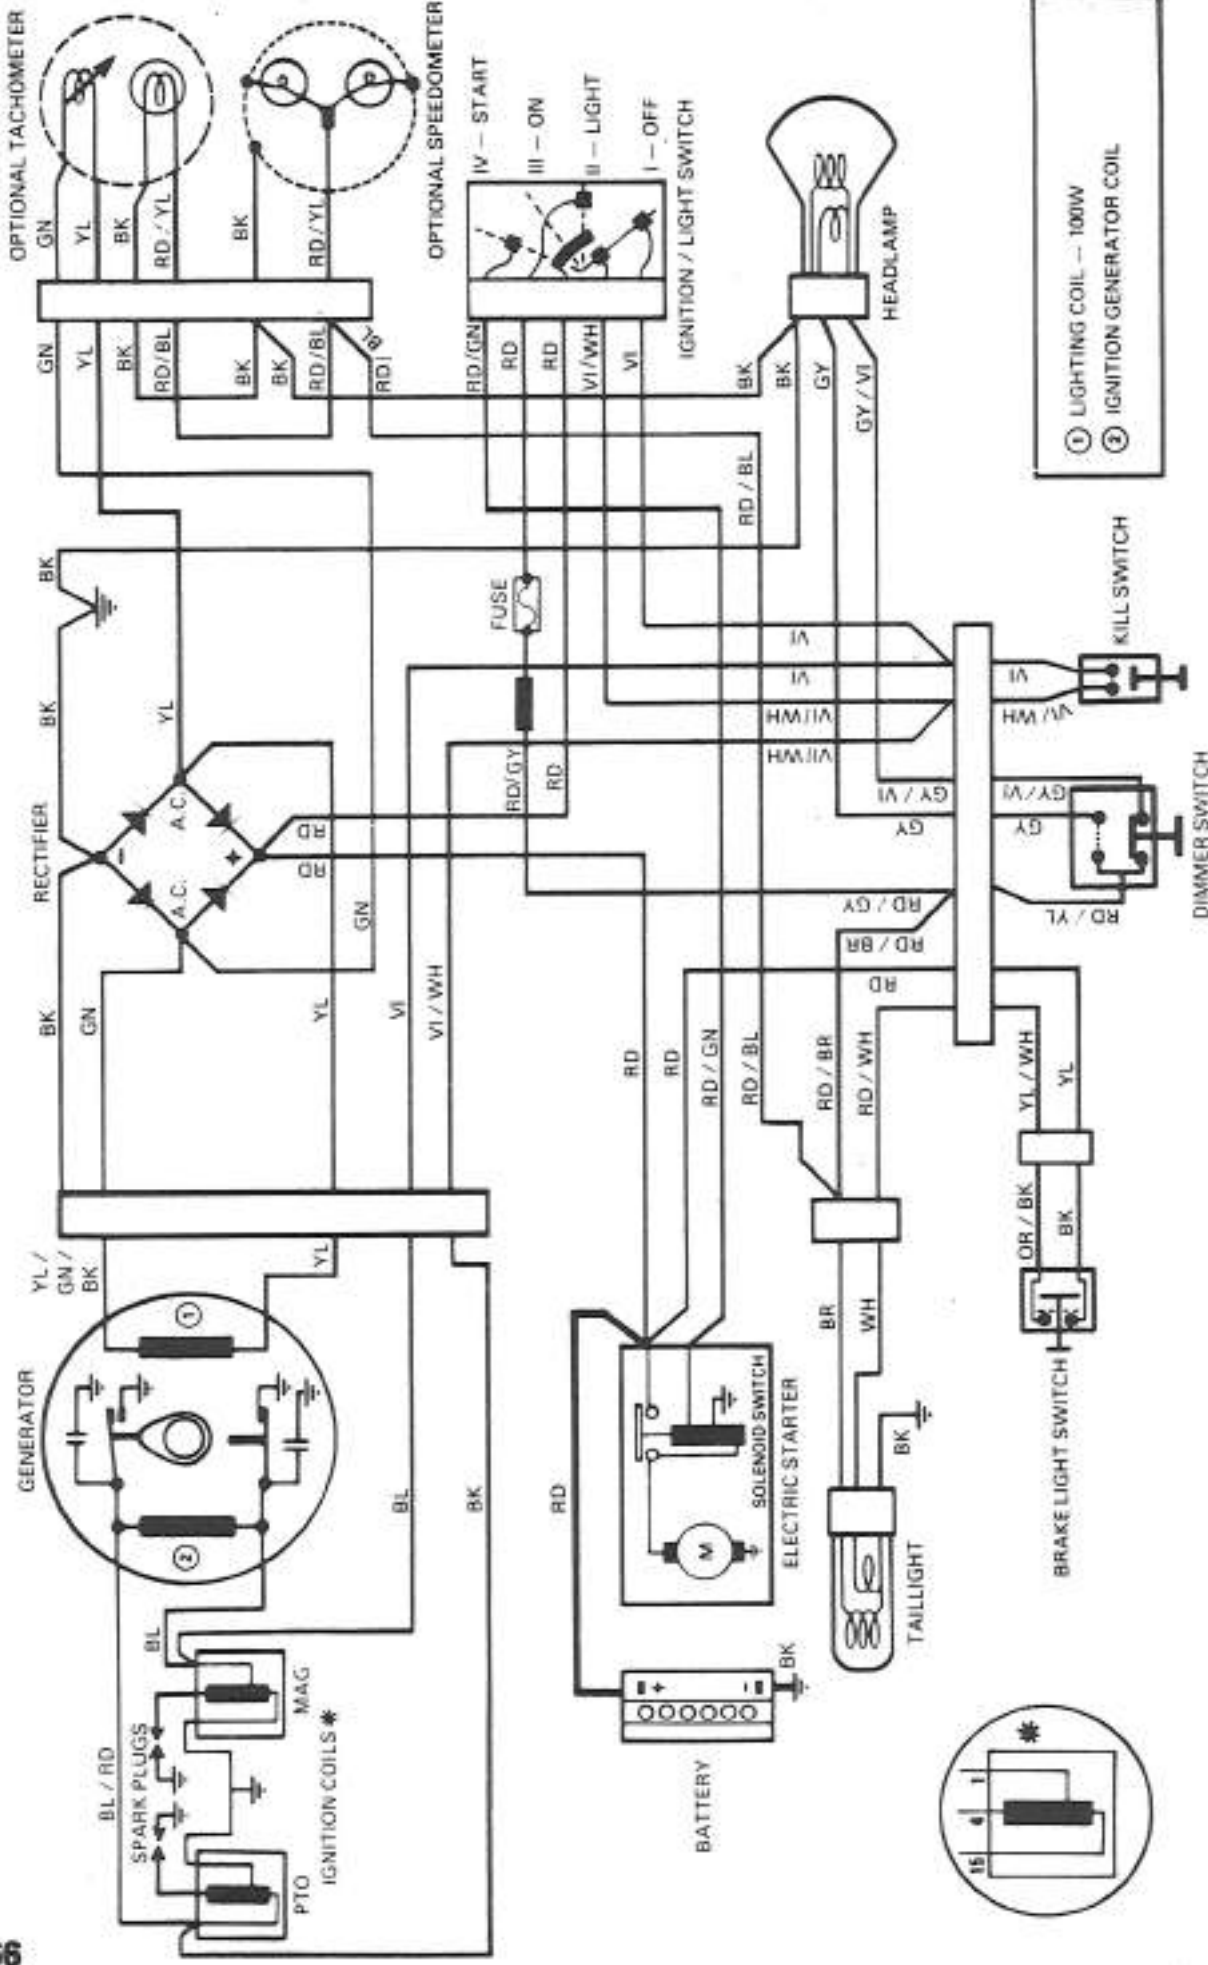 56
OPTIONAL TACHOMETER
OPTIONAL SPEEDOMETER
GN
YL
BK
RD / YL
BK
RD / YL
GN
YL
BK
RD/BL
BK
BK
RD/BL
RD/
BL
IV – START
III – ON
II – LIGHT
I – OFF
IGNITION / LIGHT SWITCH
RD/GN
RD
RD
VI/WH
VI
HEADLAMP
BK
BK
GY
GY / VI
RD / BL
① LIGHTING COIL – 100W
② IGNITION GENERATOR COIL
BK
BK
YL
FUSE
RD/GY
RD
RECTIFIER
A.C.
A.C.
–
+
RD
RD
GN
BK
GN
YL
VI
VI / WH
VI
VI
VI/WH
VI/WH
GY / VI
GY
RD / GY
RD / BR
RD
VI
VI/WH
GY/VI
GY
RD / YL
KILL SWITCH
DIMMER SWITCH
RD
RD
RD / GN
RD / BL
RD / BR
RD / WH
YL / WH
YL
OR / BK
BK
BRAKE LIGHT SWITCH
GENERATOR
YL /
GN /
BK
YL
①
②
BL
BK
RD
SOLENOID SWITCH
ELECTRIC STARTER
M
BR
WH
BK
TAILLIGHT
BL
BL / RD
SPARK PLUGS
MAG
PTO
IGNITION COILS *
BATTERY
+
–
BK
*
15
4
1